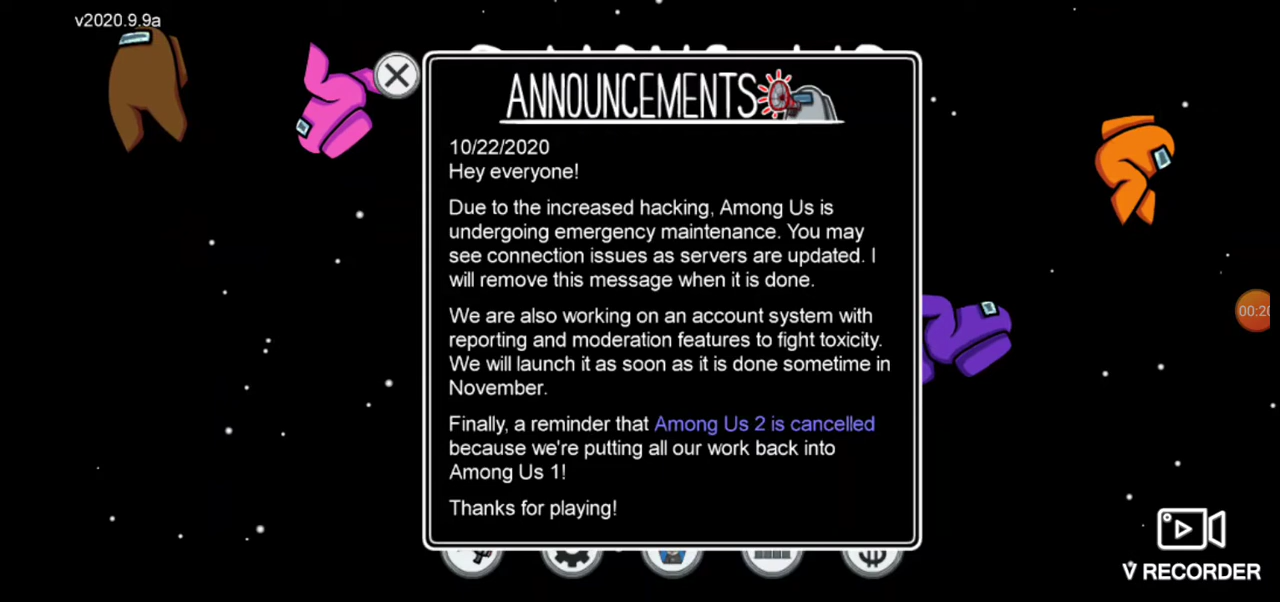 v2020.9.9a
ANNOUNCEMENTS
10/22/2020
Hey everyone!
Due to the increased hacking, Among Us is
undergoing emergency maintenance. You may
see connection issues as servers are updated. I
will remove this message when it is done.
We are also working on an account system with
reporting and moderation features to fight toxicity.
We will launch it as soon as it is done sometime in
November.
Finally, a reminder that Among Us 2 is cancelled
because we're putting all our work back into
Among Us 1!
Thanks for playing!
00:20
V RECORDER